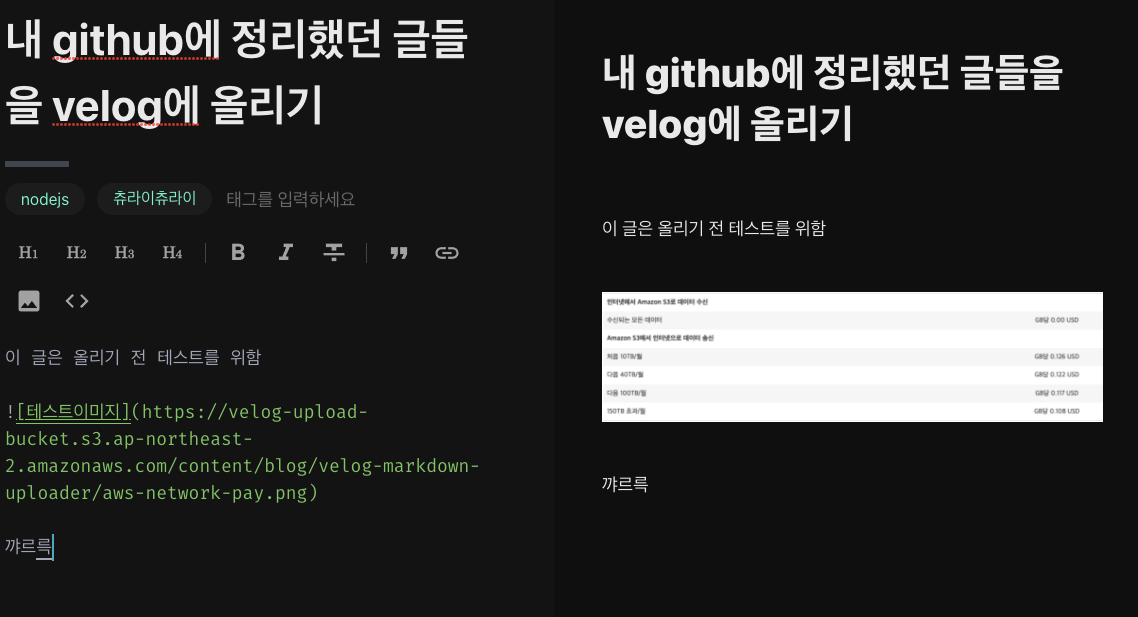 내 github에 정리했던 글들
을 velog에 올리기
nodejs
츄라이츄라이
태그를 입력하세요
H1
H2
H3
H4
B
I
T
이 글은 올리기 전 테스트를 위함
![테스트이미지](https://velog-upload-
bucket.s3.ap-northeast-
2.amazonaws.com/content/blog/velog-markdown-
uploader/aws-network-pay.png)
꺄르륵
내 github에 정리했던 글들을
velog에 올리기
이 글은 올리기 전 테스트를 위함
인터넷에서 Amazon S3로 데이터 수신
수신되는 모든 데이터 GB당 0.00 USD
Amazon S3에서 인터넷으로 데이터 송신
처음 10TB/월 GB당 0.126 USD
다음 40TB/월 GB당 0.122 USD
다음 100TB/월 GB당 0.117 USD
150TB 초과/월 GB당 0.108 USD
꺄르륵